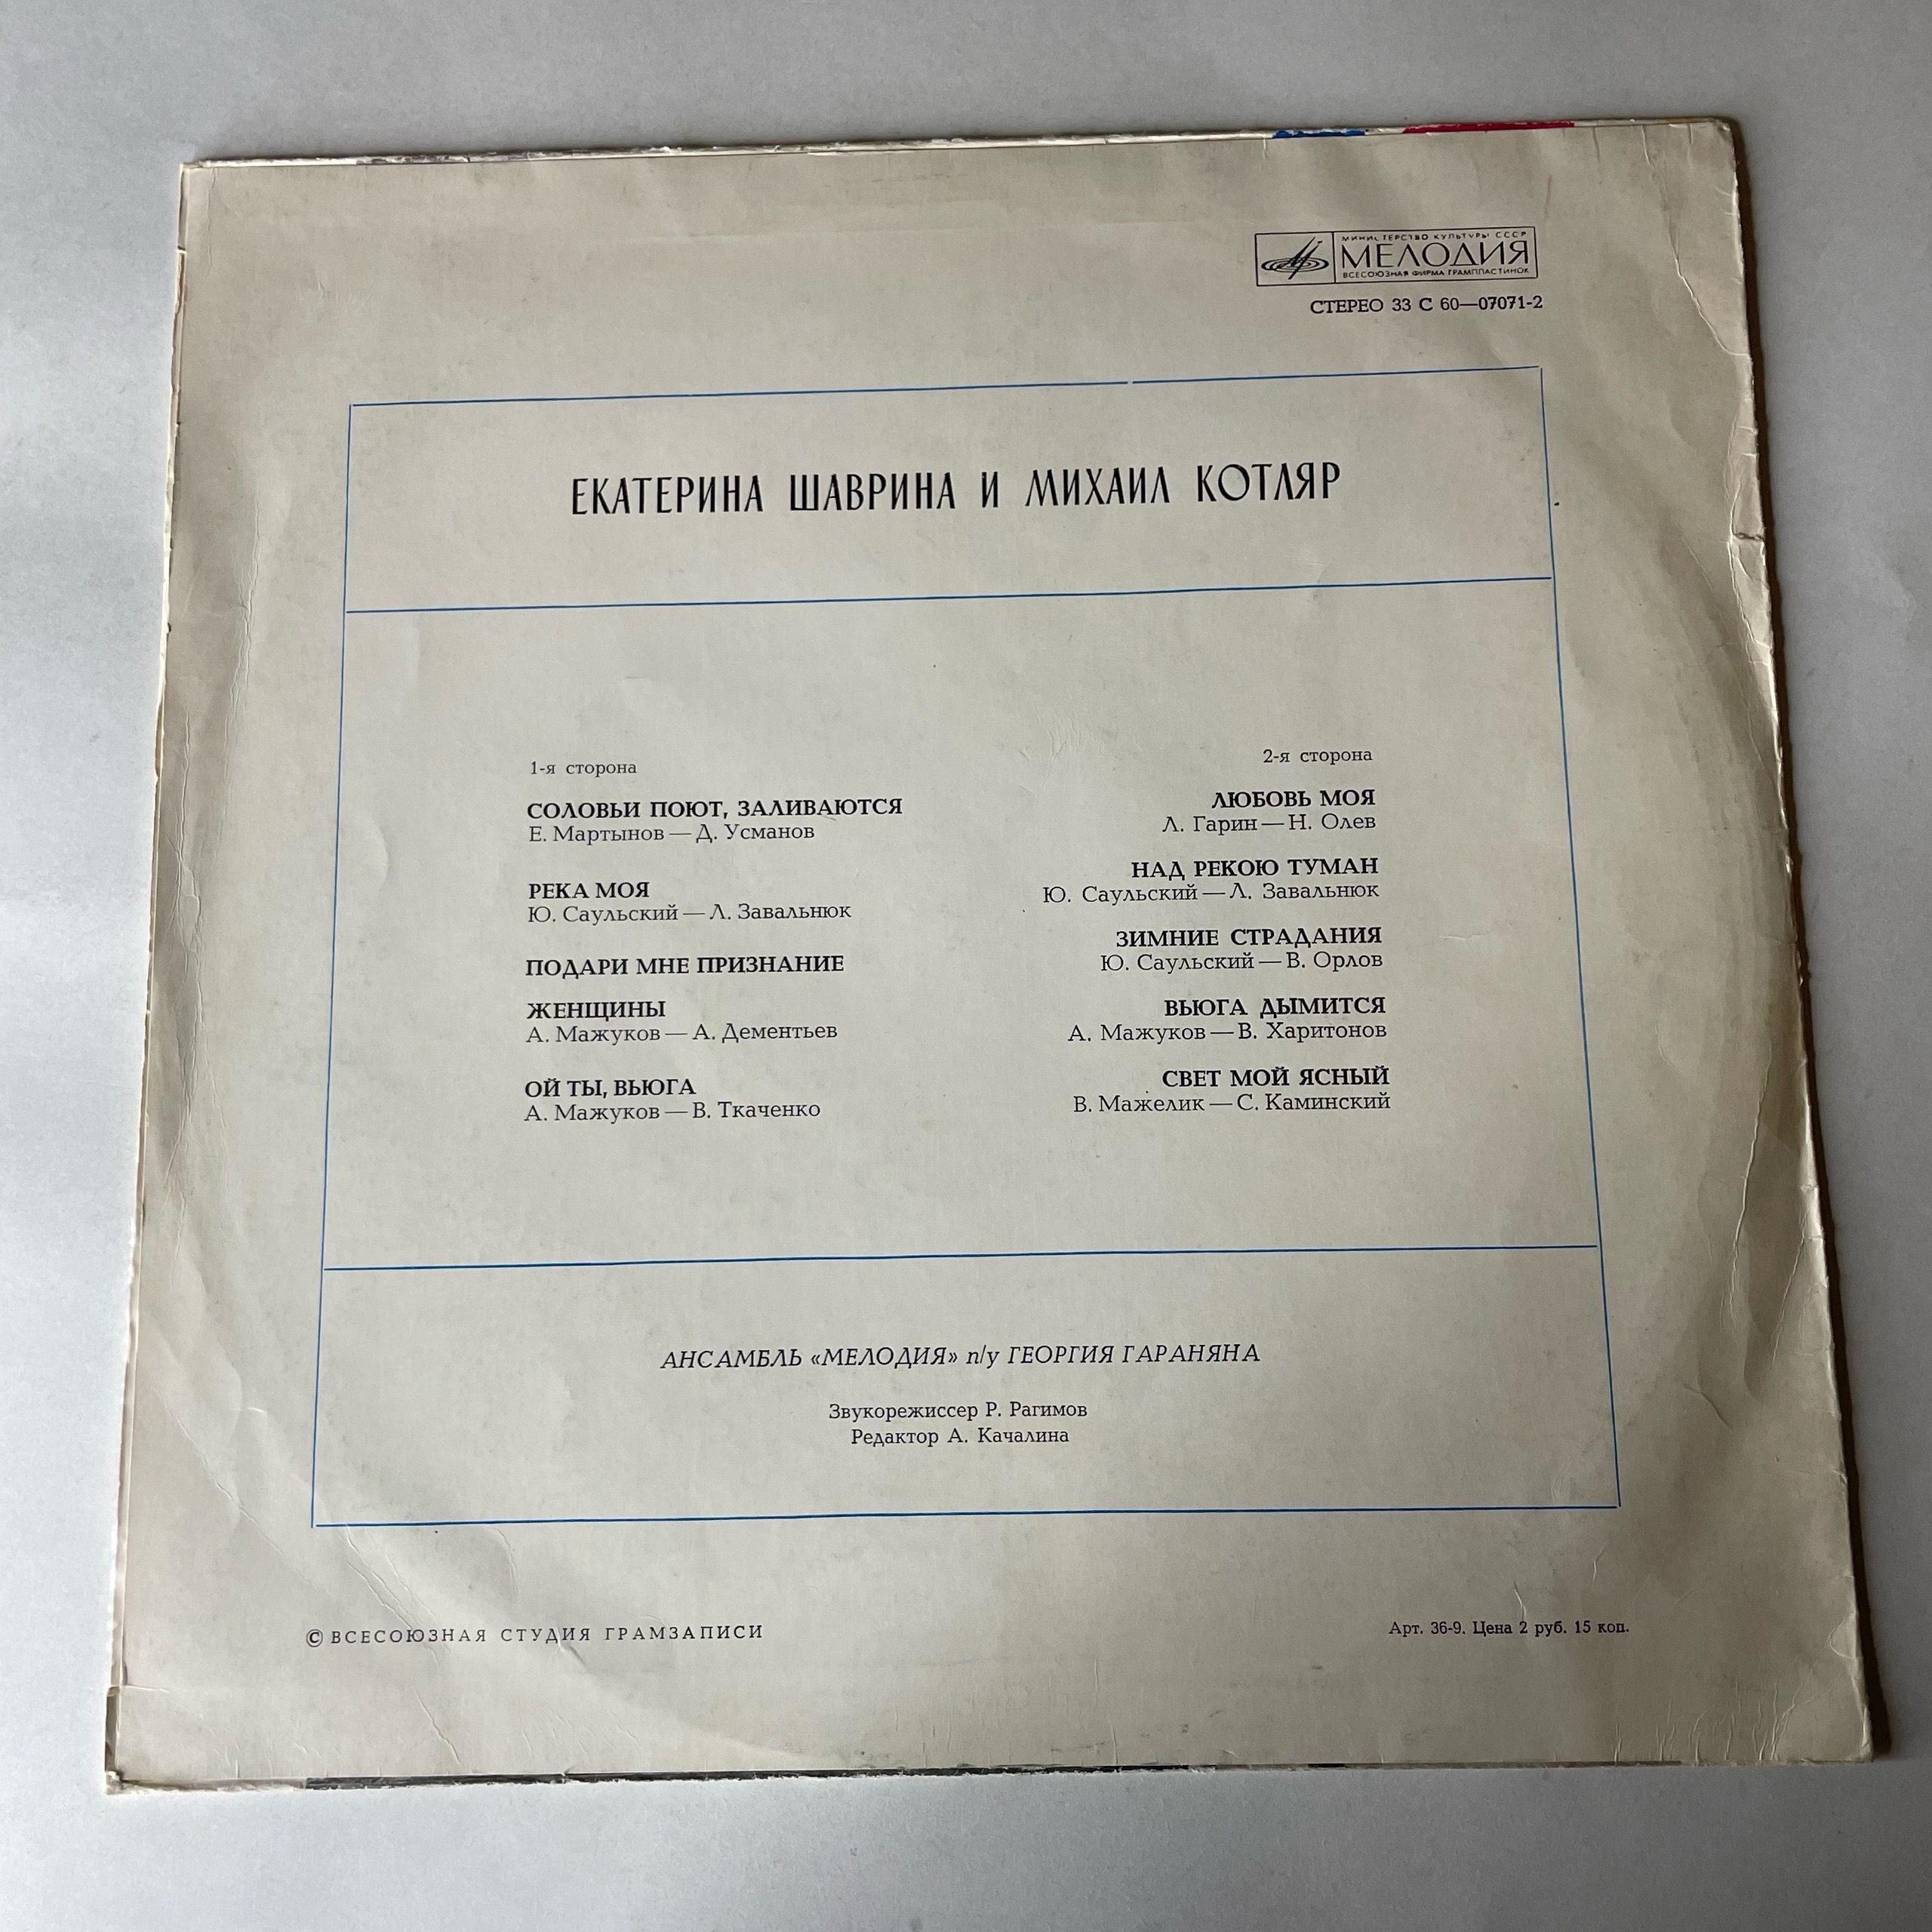 МИНИСТЕРСТВО КУЛЬТУРЫ СССР
МЕЛОДИЯ
ВСЕСОЮЗНАЯ ФИРМА ГРАМПЛАСТИНОК
СТЕРЕО 33 С 60—07071-2
ЕКАТЕРИНА ШАВРИНА И МИХАИЛ КОТЛЯР
1-я сторона
СОЛОВЬИ ПОЮТ, ЗАЛИВАЮТСЯ
Е. Мартынов — Д. Усманов
РЕКА МОЯ
Ю. Саульский — Л. Завальнюк
ПОДАРИ МНЕ ПРИЗНАНИЕ
ЖЕНЩИНЫ
А. Мажуков — А. Дементьев
ОЙ ТЫ, ВЬЮГА
А. Мажуков — В. Ткаченко
2-я сторона
ЛЮБОВЬ МОЯ
Л. Гарин — Н. Олев
НАД РЕКОЮ ТУМАН
Ю. Саульский — Л. Завальнюк
ЗИМНИЕ СТРАДАНИЯ
Ю. Саульский — В. Орлов
ВЬЮГА ДЫМИТСЯ
А. Мажуков — В. Харитонов
СВЕТ МОЙ ЯСНЫЙ
В. Мажелик — С. Каминский
АНСАМБЛЬ «МЕЛОДИЯ» п/у ГЕОРГИЯ ГАРАНЯНА
Звукорежиссер Р. Рагимов
Редактор А. Качалина
© ВСЕСОЮЗНАЯ СТУДИЯ ГРАМЗАПИСИ
Арт. 36-9. Цена 2 руб. 15 коп.